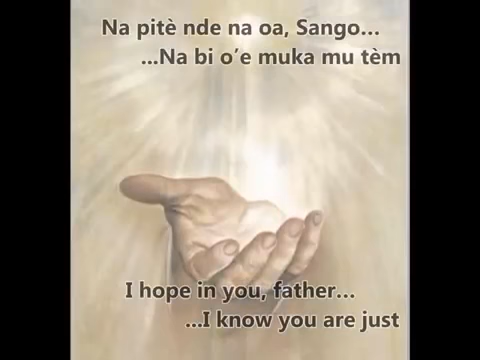 Na pitè nde na oa, Sango...
...Na bi o'e muka mu tèm
I hope in you, father...
...I know you are just